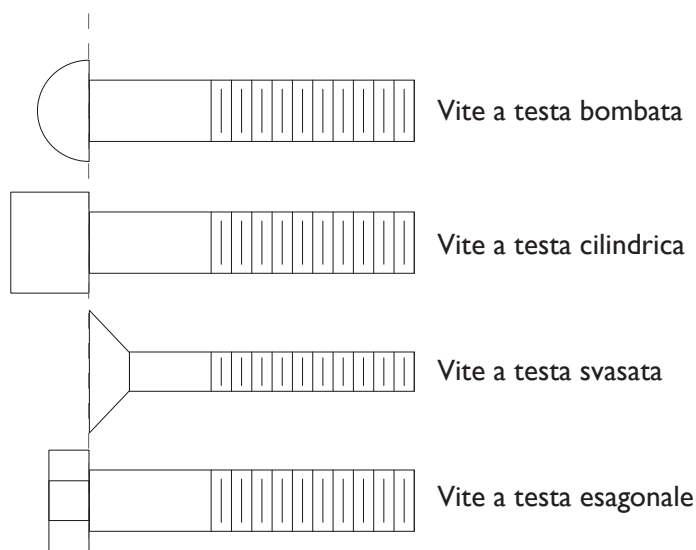 Vite a testa bombata
Vite a testa cilindrica
Vite a testa svasata
Vite a testa esagonale